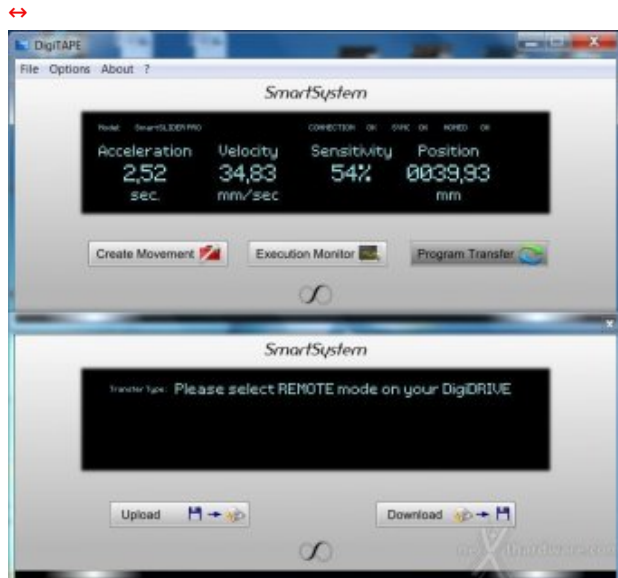 DigiTAPE
File Options About ?
SmartSystem
Model: SmartSLIDER PRO CONNECTION OK SYNC OK HOMED OK
Acceleration Velocity Sensitivity Position
2,52 34,83 54% 0039,93
sec. mm/sec mm
Create Movement Execution Monitor Program Transfer
SmartSystem
Transfer Type: Please select REMOTE mode on your DigiDRIVE
Upload Download